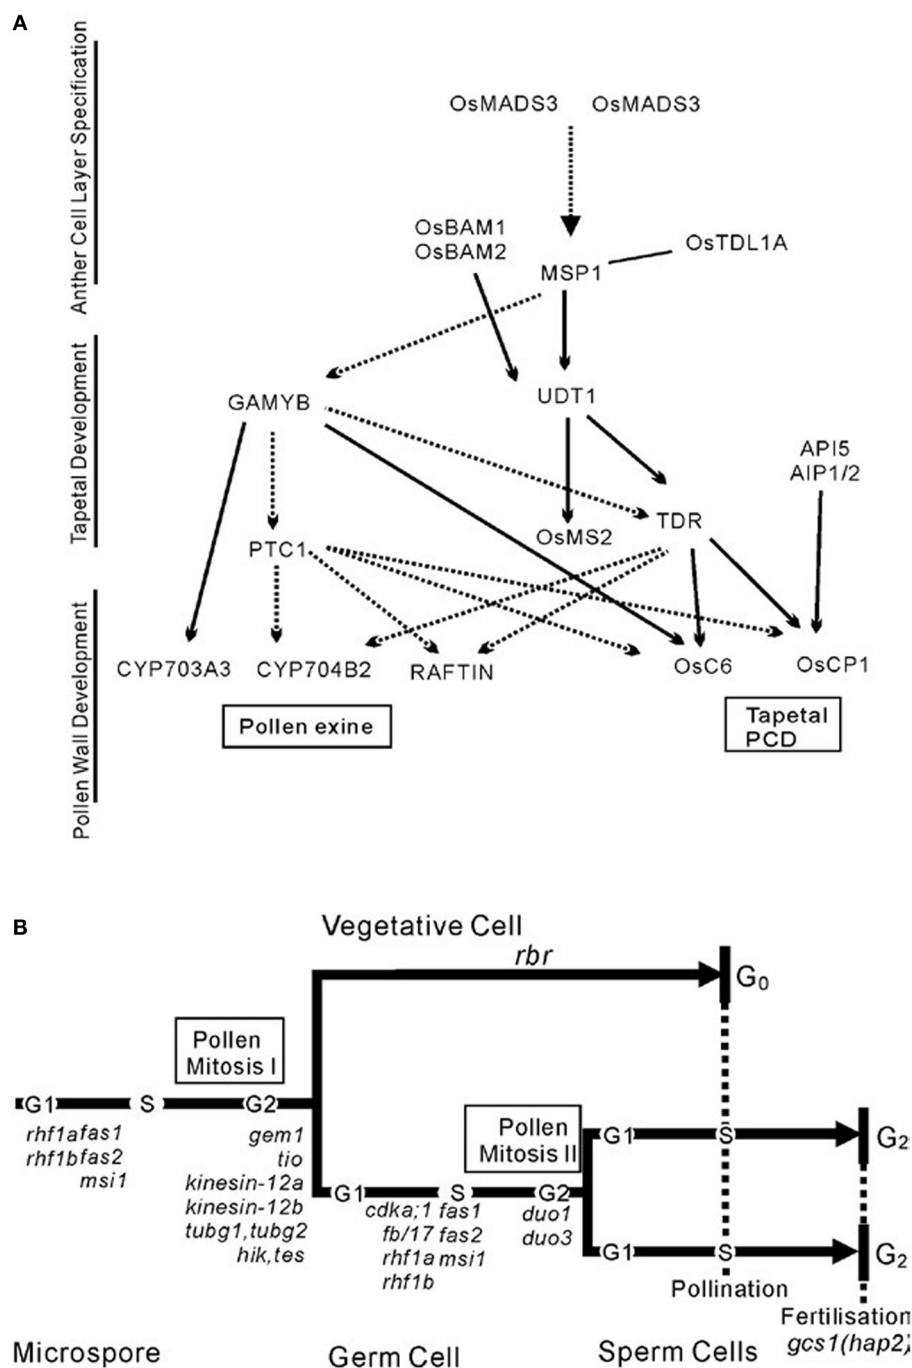 A
Anther Cell Layer Specification
OsMADS3 OsMADS3
OsBAM1
OsBAM2
MSP1
OsTDL1A
Tapetal Development
GAMYB
UDT1
API5
AIP1/2
OsMS2
TDR
PTC1
Pollen Wall Development
CYP703A3
CYP704B2
RAFTIN
OsC6
OsCP1
Pollen exine
Tapetal
PCD
B
Vegetative Cell
rbr
G0
Pollen
Mitosis I
G1
S
G2
rhf1a fas1
rhf1b fas2
msi1
gem1
tio
kinesin-12a
kinesin-12b
tubg1,tubg2
hik,tes
Pollen
Mitosis II
G1
S
G2
cdka;1 fas1
fb/17 fas2
rhf1a msi1
rhf1b
duo1
duo3
G1
S
G2
G1
S
G2
Pollination
Fertilisation
gcs1(hap2)
Microspore
Germ Cell
Sperm Cells